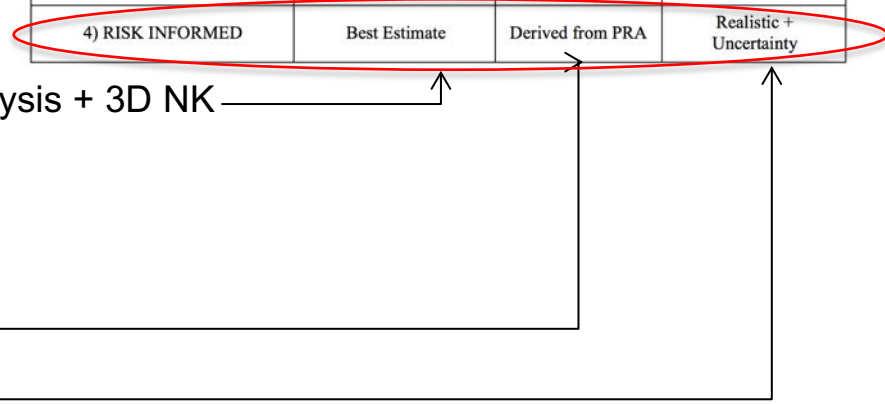 4) RISK INFORMED
Best Estimate
Derived from PRA
Realistic +
Uncertainty
ysis + 3D NK